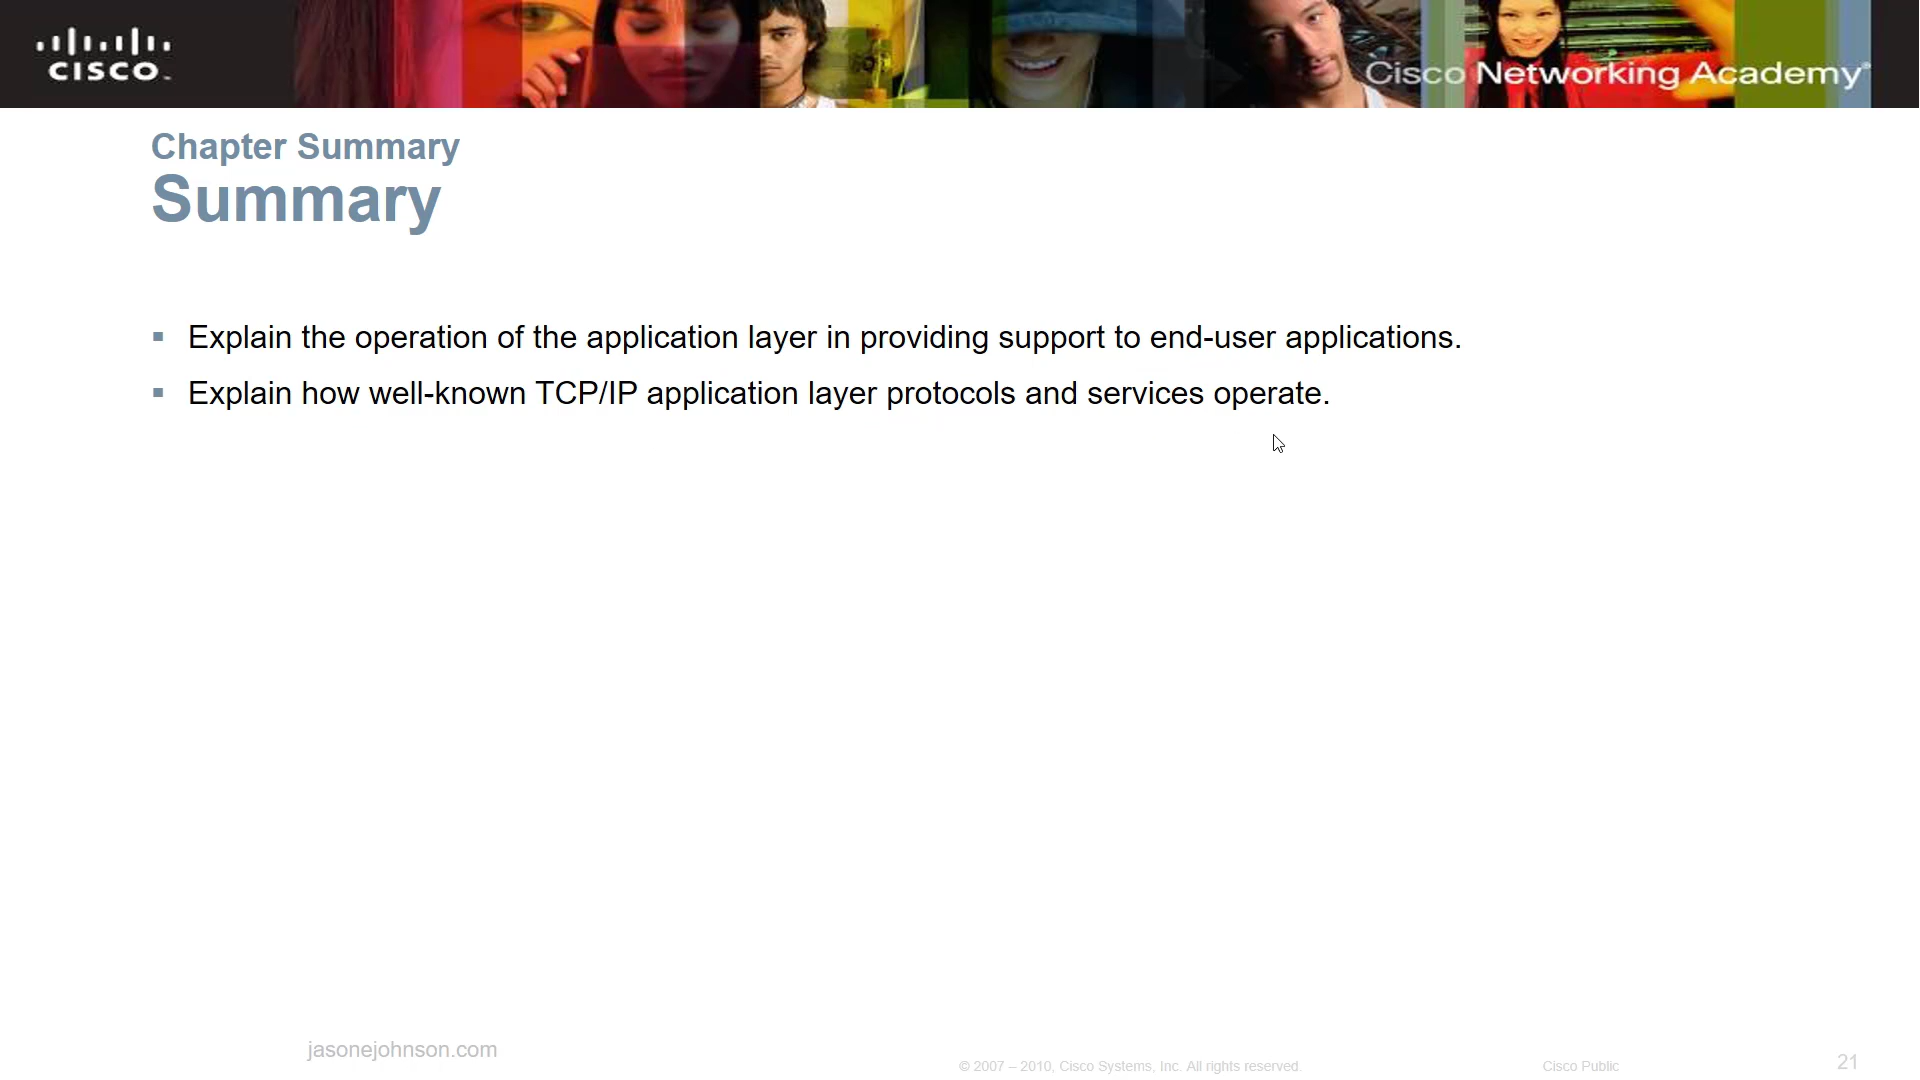 CISCO
Cisco Networking Academy®
Chapter Summary
Summary
▪ Explain the operation of the application layer in providing support to end-user applications.
▪ Explain how well-known TCP/IP application layer protocols and services operate.
jasonejohnson.com
© 2007 – 2010, Cisco Systems, Inc. All rights reserved.
Cisco Public
21